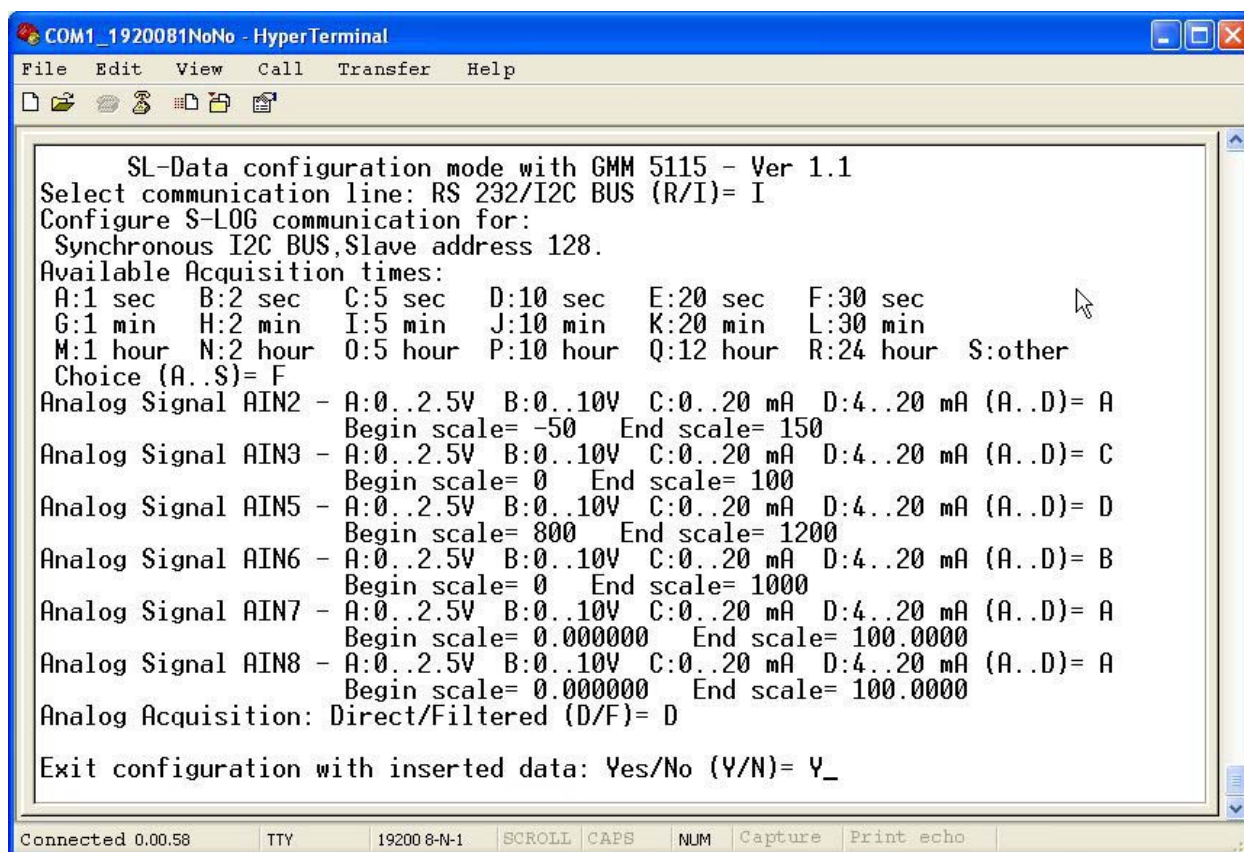 COM1_1920081NoNo - HyperTerminal
File Edit View Call Transfer Help
SL-Data configuration mode with GMM 5115 - Ver 1.1
Select communication line: RS 232/I2C BUS (R/I)= I
Configure S-LOG communication for:
Synchronous I2C BUS,Slave address 128.
Available Acquisition times:
A:1 sec B:2 sec C:5 sec D:10 sec E:20 sec F:30 sec
G:1 min H:2 min I:5 min J:10 min K:20 min L:30 min
M:1 hour N:2 hour O:5 hour P:10 hour Q:12 hour R:24 hour S:other
Choice (A..S)= F
Analog Signal AIN2 - A:0..2.5V B:0..10V C:0..20 mA D:4..20 mA (A..D)= A
Begin scale= -50 End scale= 150
Analog Signal AIN3 - A:0..2.5V B:0..10V C:0..20 mA D:4..20 mA (A..D)= C
Begin scale= 0 End scale= 100
Analog Signal AIN5 - A:0..2.5V B:0..10V C:0..20 mA D:4..20 mA (A..D)= D
Begin scale= 800 End scale= 1200
Analog Signal AIN6 - A:0..2.5V B:0..10V C:0..20 mA D:4..20 mA (A..D)= B
Begin scale= 0 End scale= 1000
Analog Signal AIN7 - A:0..2.5V B:0..10V C:0..20 mA D:4..20 mA (A..D)= A
Begin scale= 0.000000 End scale= 100.0000
Analog Signal AIN8 - A:0..2.5V B:0..10V C:0..20 mA D:4..20 mA (A..D)= A
Begin scale= 0.000000 End scale= 100.0000
Analog Acquisition: Direct/Filtered (D/F)= D
Exit configuration with inserted data: Yes/No (Y/N)= Y_
Connected 0.00.58 TTY 19200 8-N-1 SCROLL CAPS NUM Capture Print echo